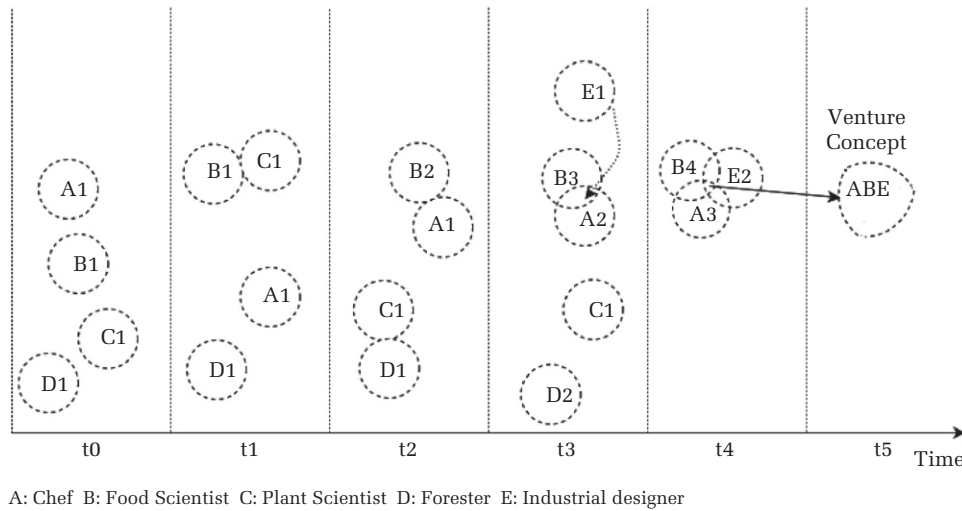 E1
Venture
Concept
B1 C1
B2
B3
B4 E2
ABE
A1
A1
A2
A3
B1
A1
C1
C1
C1
D1
D1
D1
D2
t0 t1 t2 t3 t4 t5
Time
A: Chef B: Food Scientist C: Plant Scientist D: Forester E: Industrial designer